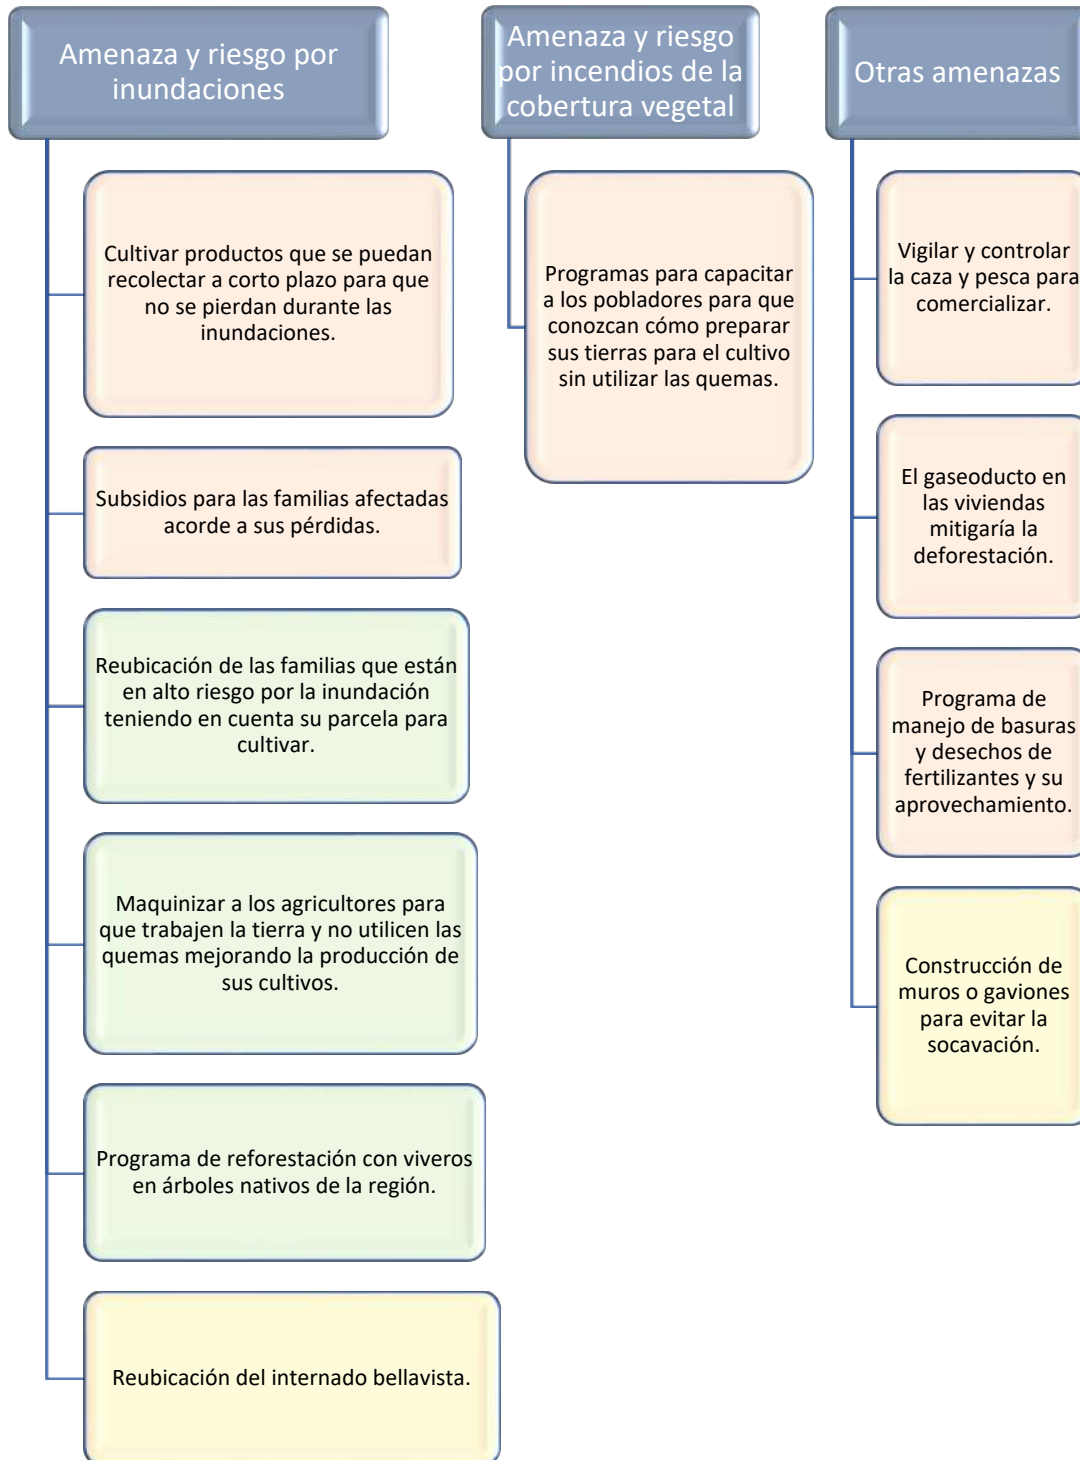 Amenaza y riesgo por
inundaciones
Cultivar productos que se puedan
recolectar a corto plazo para que
no se pierdan durante las
inundaciones.
Subsidios para las familias afectadas
acorde a sus pérdidas.
Reubicación de las familias que están
en alto riesgo por la inundación
teniendo en cuenta su parcela para
cultivar.
Maquinizar a los agricultores para
que trabajen la tierra y no utilicen las
quemas mejorando la producción de
sus cultivos.
Programa de reforestación con viveros
en árboles nativos de la región.
Reubicación del internado bellavista.
Amenaza y riesgo
por incendios de la
cobertura vegetal
Programas para capacitar
a los pobladores para que
conozcan cómo preparar
sus tierras para el cultivo
sin utilizar las quemas.
Otras amenazas
Vigilar y controlar
la caza y pesca para
comercializar.
El gaseoducto en
las viviendas
mitigaría la
deforestación.
Programa de
manejo de basuras
y desechos de
fertilizantes y su
aprovechamiento.
Construcción de
muros o gaviones
para evitar la
socavación.